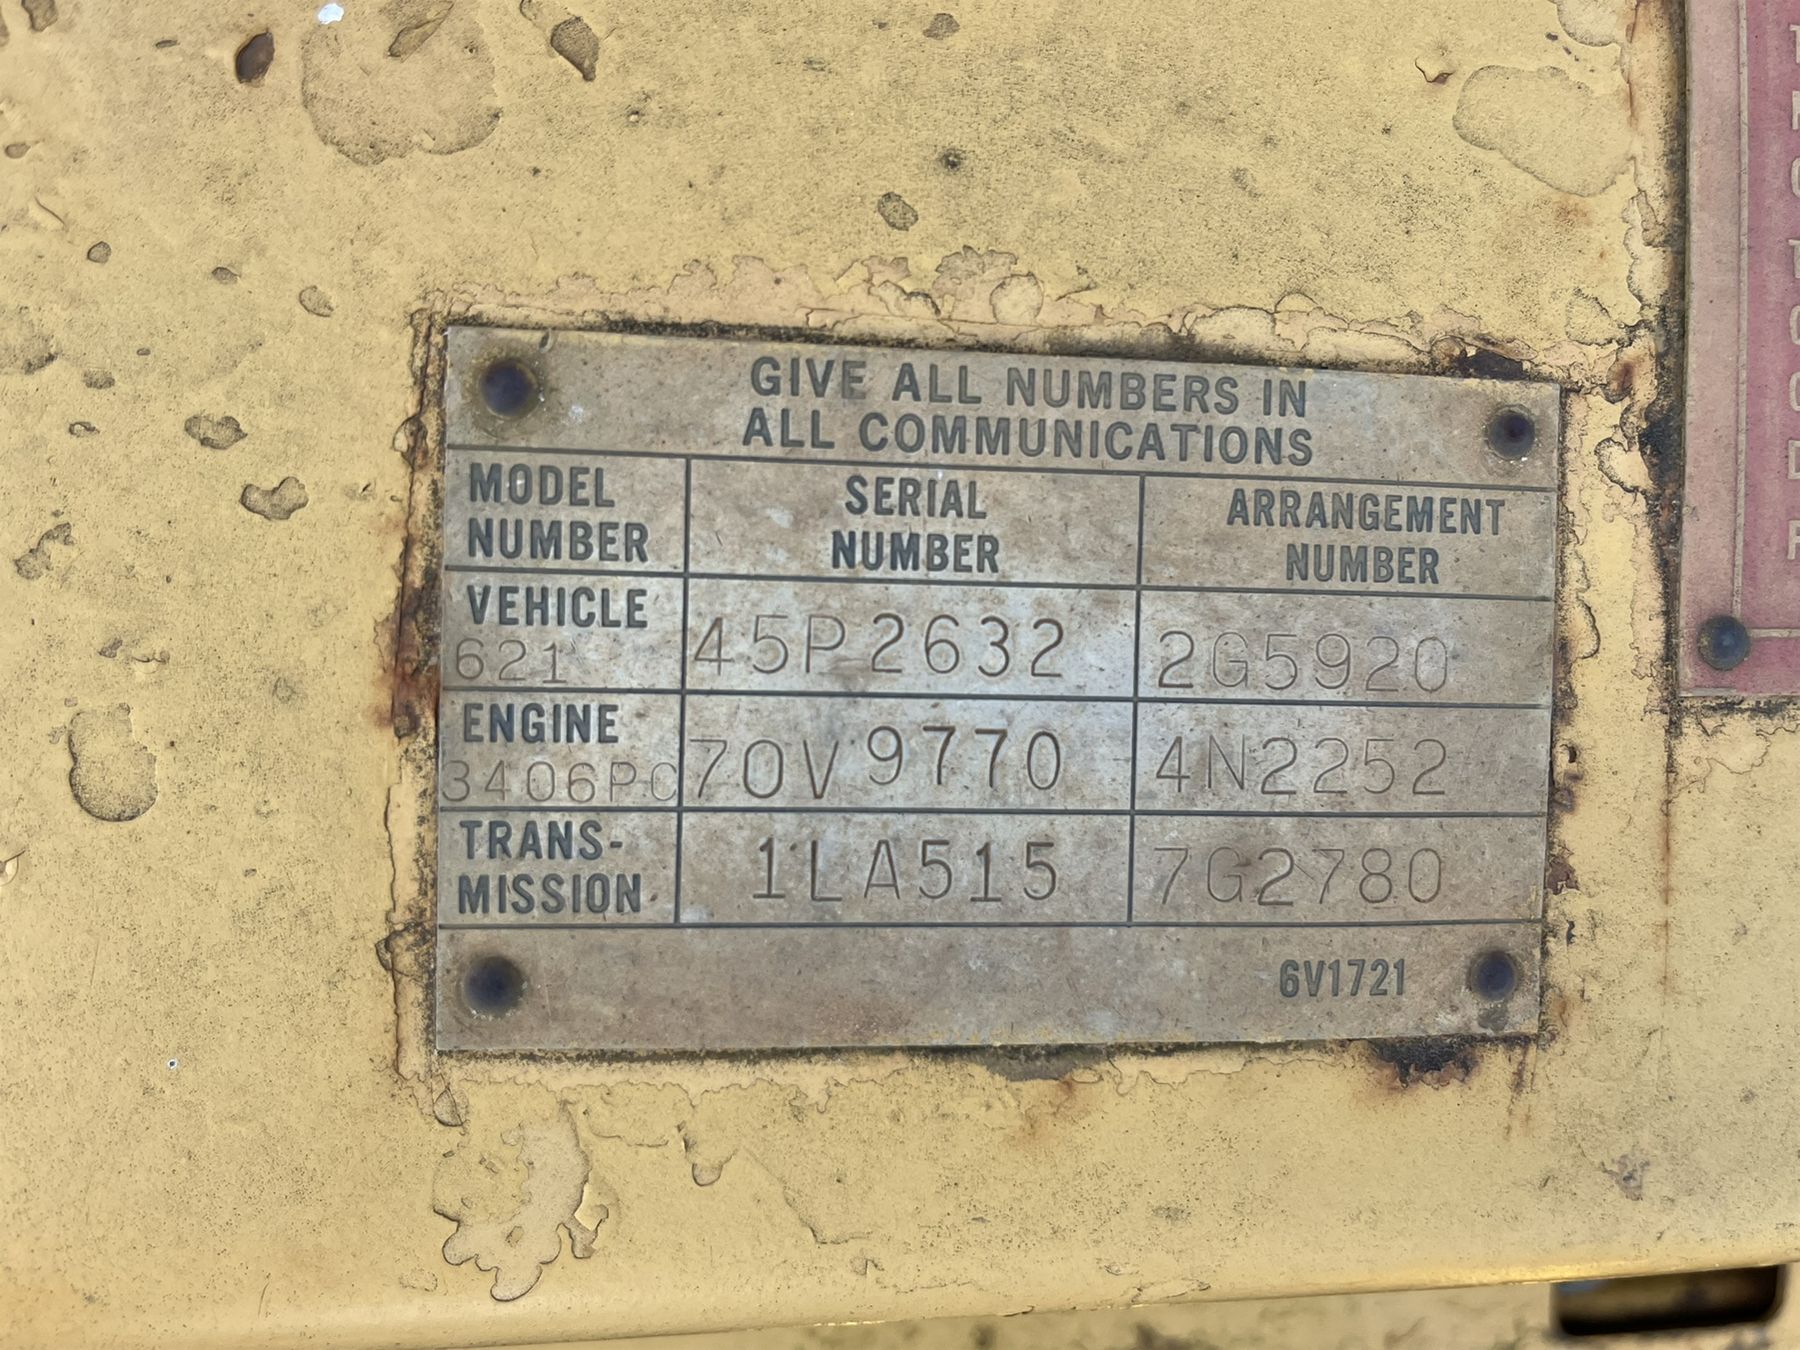 GIVE ALL NUMBERS IN
ALL COMMUNICATIONS
MODEL NUMBER SERIAL NUMBER ARRANGEMENT NUMBER
VEHICLE
621 45P2632 2G5920
ENGINE
3406PC 70V9770 4N2252
TRANS-
MISSION 1LA515 7G2780
6V1721